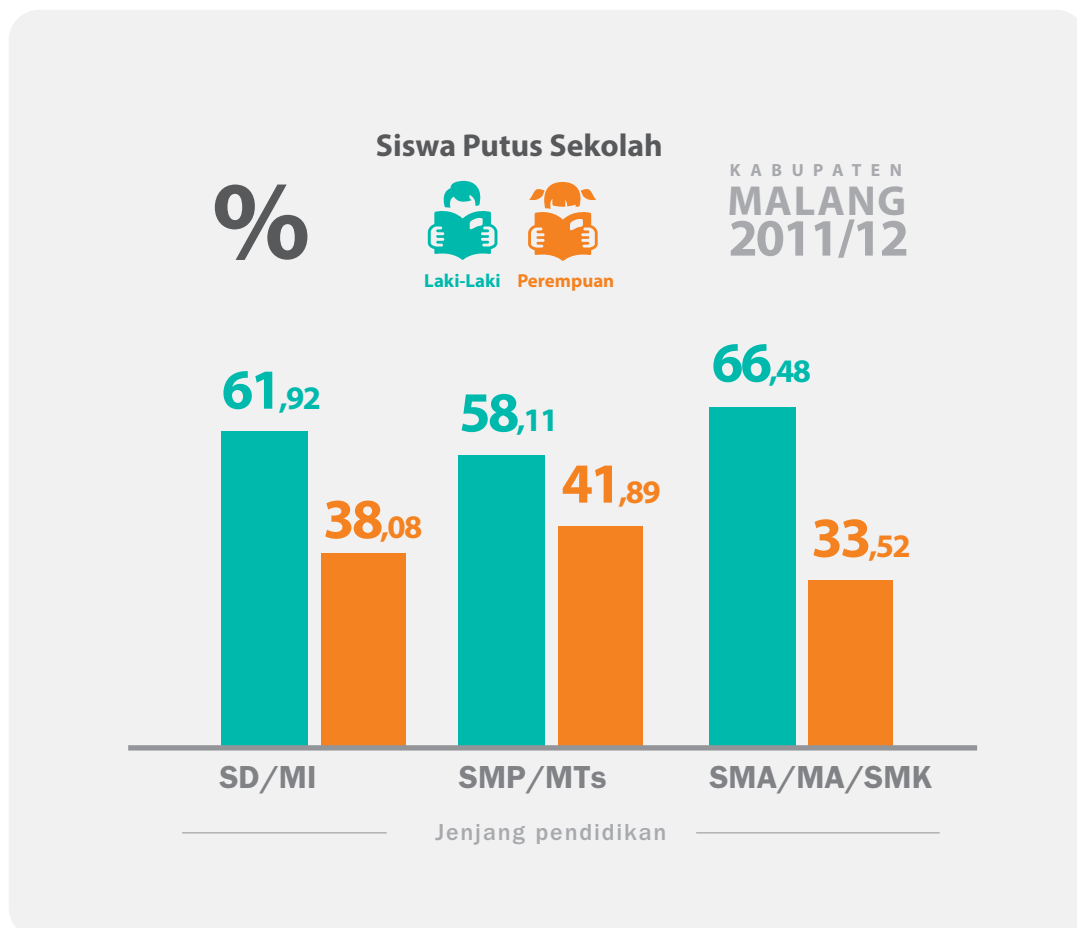 Siswa Putus Sekolah
%
Laki-Laki
Perempuan
KABUPATEN
MALANG
2011/12
61,92
38,08
58,11
41,89
66,48
33,52
SD/MI
SMP/MTs
SMA/MA/SMK
Jenjang pendidikan